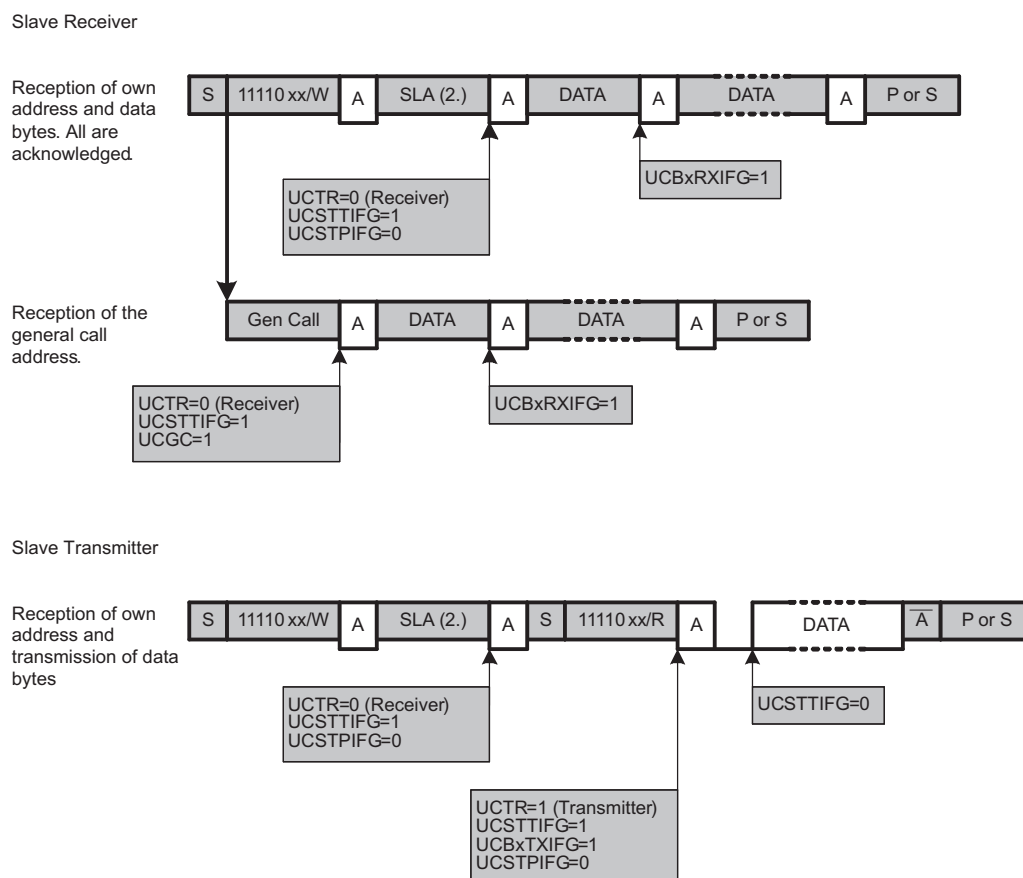 Slave Receiver
Reception of own
address and data
bytes. All are
acknowledged.
S 11110 xx/W A SLA (2.) A DATA A DATA A P or S
UCTR=0 (Receiver)
UCSTTIFG=1
UCSTPIFG=0
UCBxRXIFG=1
Reception of the
general call
address.
Gen Call A DATA A DATA A P or S
UCTR=0 (Receiver)
UCSTTIFG=1
UCGC=1
UCBxRXIFG=1
Slave Transmitter
Reception of own
address and
transmission of data
bytes
S 11110 xx/W A SLA (2.) A S 11110 xx/R A DATA A̅ P or S
UCTR=0 (Receiver)
UCSTTIFG=1
UCSTPIFG=0
UCSTTIFG=0
UCTR=1 (Transmitter)
UCSTTIFG=1
UCBxTXIFG=1
UCSTPIFG=0